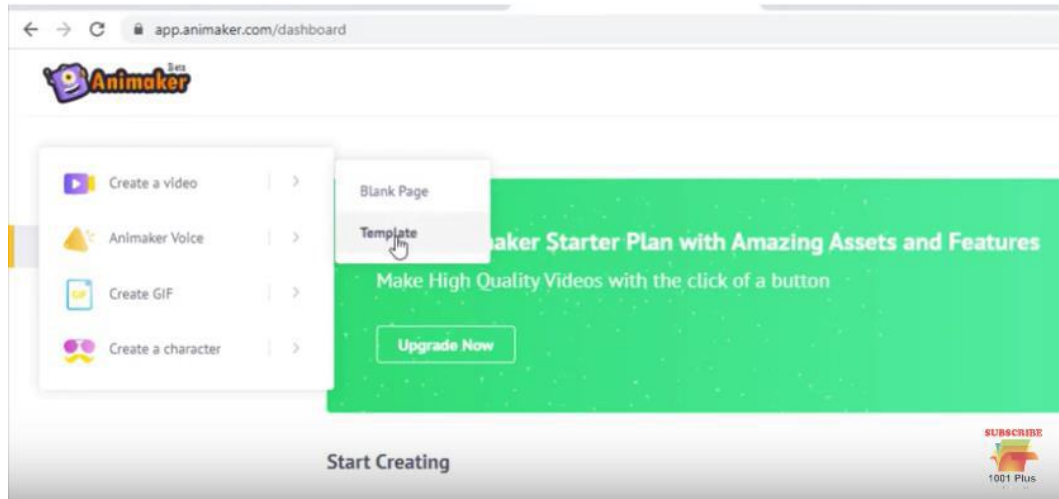 app.animaker.com/dashboard
Beta
Animaker
Create a video
Animaker Voice
Create GIF
Create a character
Blank Page
Template
aker Starter Plan with Amazing Assets and Features
Make High Quality Videos with the click of a button
Upgrade Now
Start Creating
SUBSCRIBE
1001 Plus